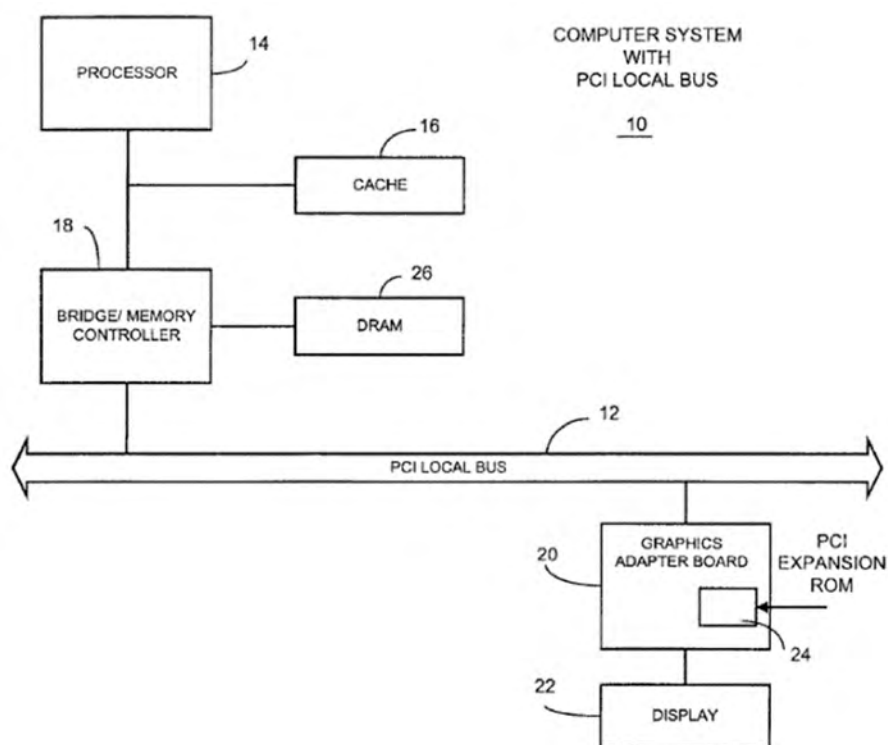 COMPUTER SYSTEM
WITH
PCI LOCAL BUS
10
PROCESSOR
14
16
CACHE
18
BRIDGE/ MEMORY
CONTROLLER
26
DRAM
12
PCI LOCAL BUS
20
GRAPHICS
ADAPTER BOARD
PCI
EXPANSION
ROM
24
22
DISPLAY